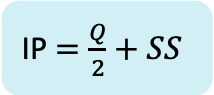 IP = Q/2 + SS